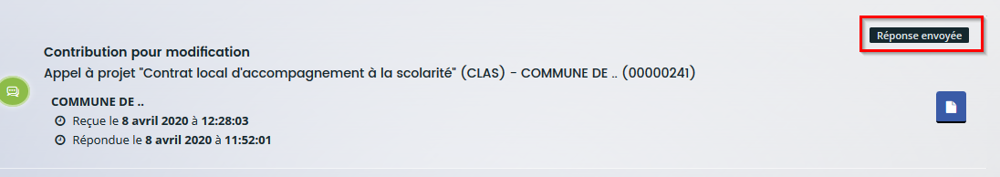 Réponse envoyée
Contribution pour modification
Appel à projet "Contrat local d'accompagnement à la scolarité" (CLAS) - COMMUNE DE .. (00000241)
COMMUNE DE ..
Reçue le 8 avril 2020 à 12:28:03
Répondue le 8 avril 2020 à 11:52:01